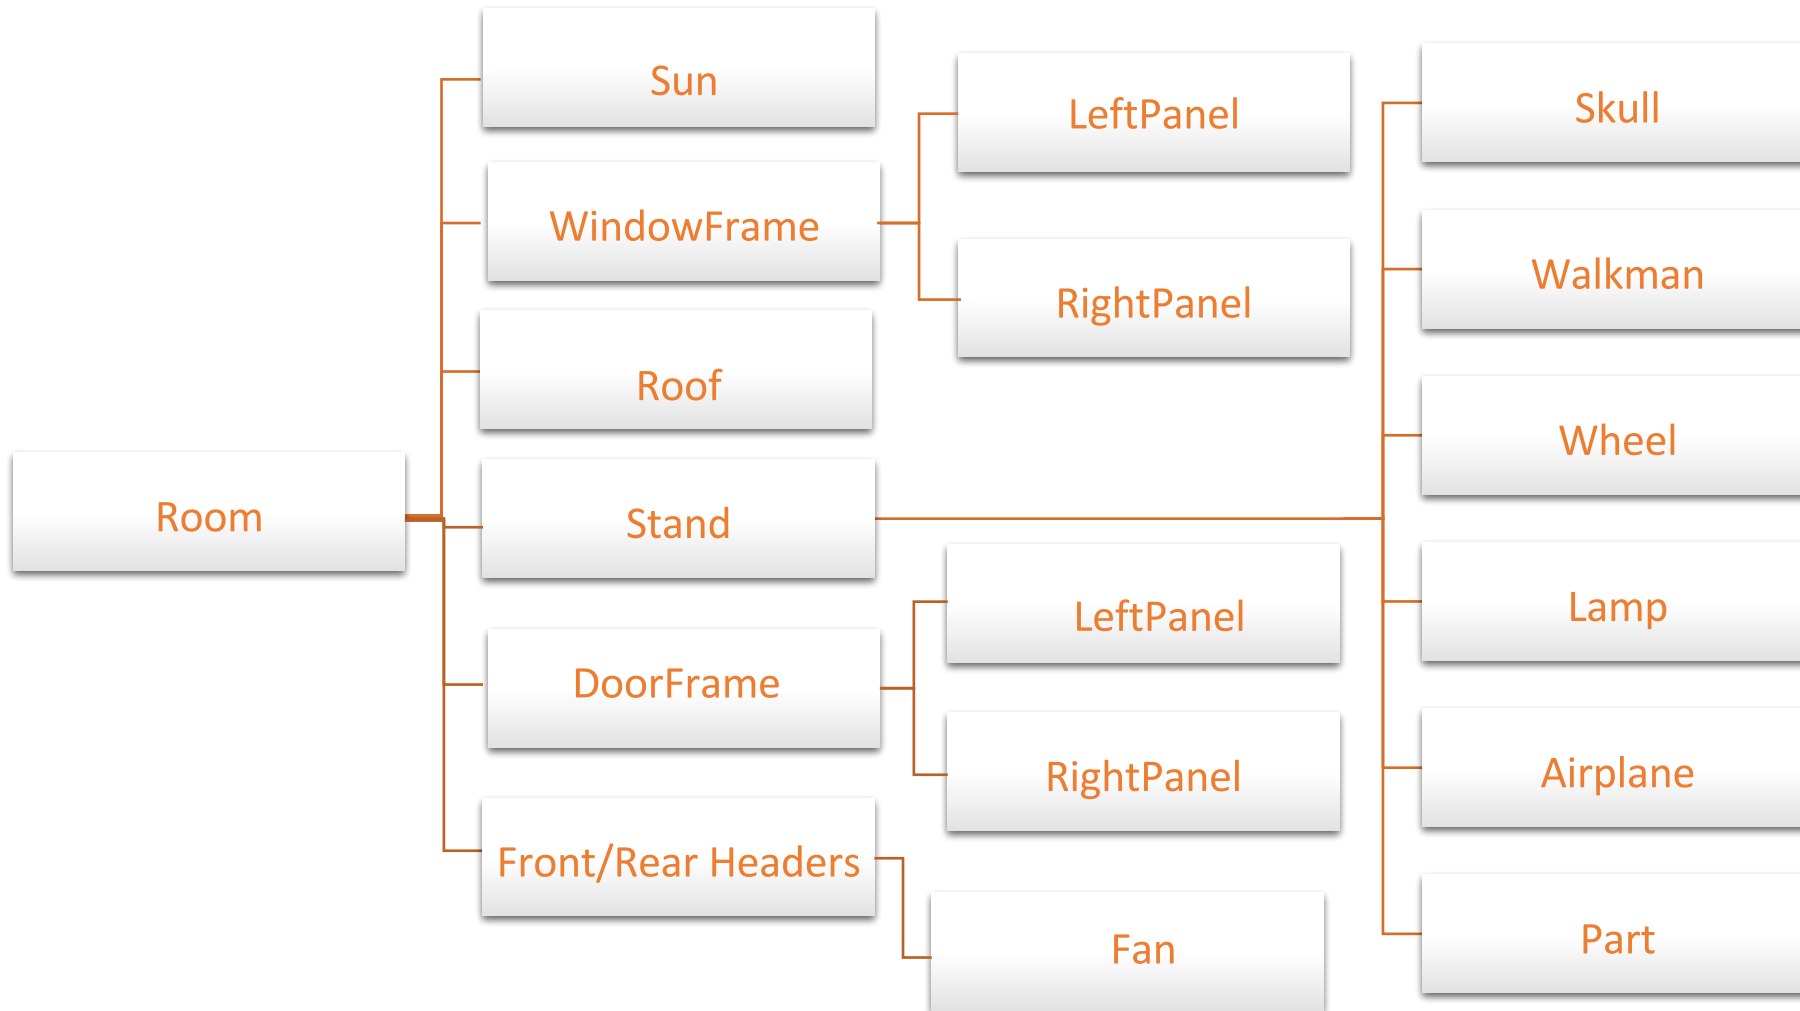 Room
Sun
WindowFrame
Roof
Stand
DoorFrame
Front/Rear Headers
LeftPanel
RightPanel
LeftPanel
RightPanel
Fan
Skull
Walkman
Wheel
Lamp
Airplane
Part